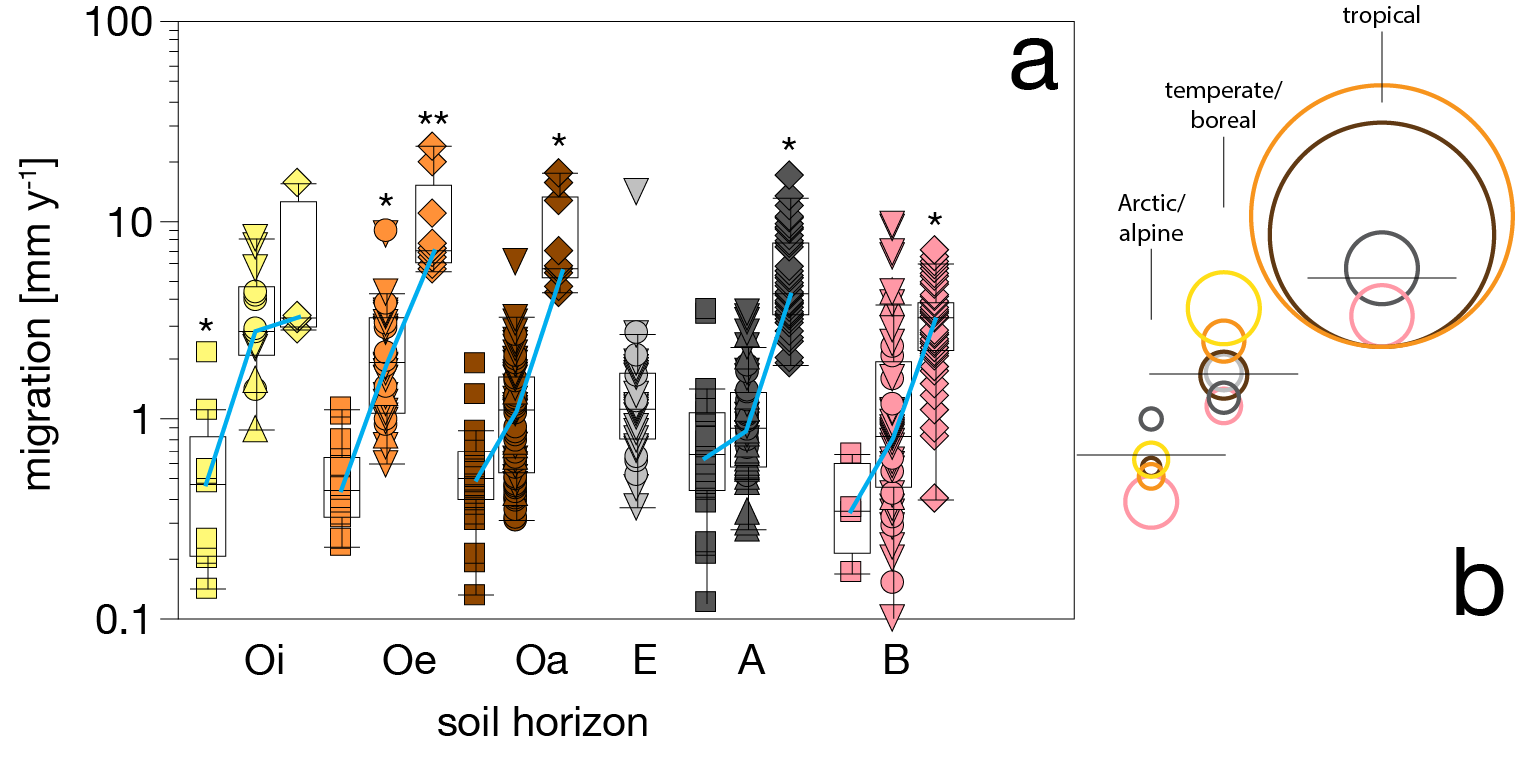 100
10
1
0.1
migration [mm y-1]
a
*
*
**
*
*
*
Oi Oe Oa E A B
soil horizon
tropical
temperate/
boreal
Arctic/
alpine
b